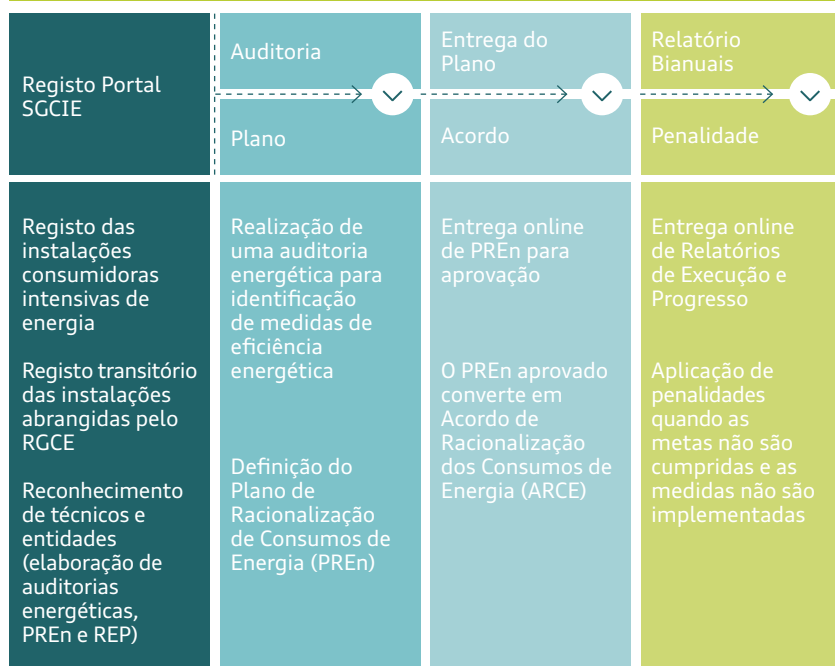 Registo Portal
SGCIE
Auditoria
Plano
Entrega do
Plano
Acordo
Relatório
Bianuais
Penalidade
Registo das
instalações
consumidoras
intensivas de
energia
Registo transitório
das instalações
abrangidas pelo
RGCE
Reconhecimento
de técnicos e
entidades
(elaboração de
auditorias
energéticas,
PREn e REP)
Realização de
uma auditoria
energética para
identificação
de medidas de
eficiência
energética
Definição do
Plano de
Racionalização
de Consumos de
Energia (PREn)
Entrega online
de PREn para
aprovação
O PREn aprovado
converte em
Acordo de
Racionalização
dos Consumos de
Energia (ARCE)
Entrega online
de Relatórios
de Execução e
Progresso
Aplicação de
penalidades
quando as
metas não são
cumpridas e as
medidas não são
implementadas